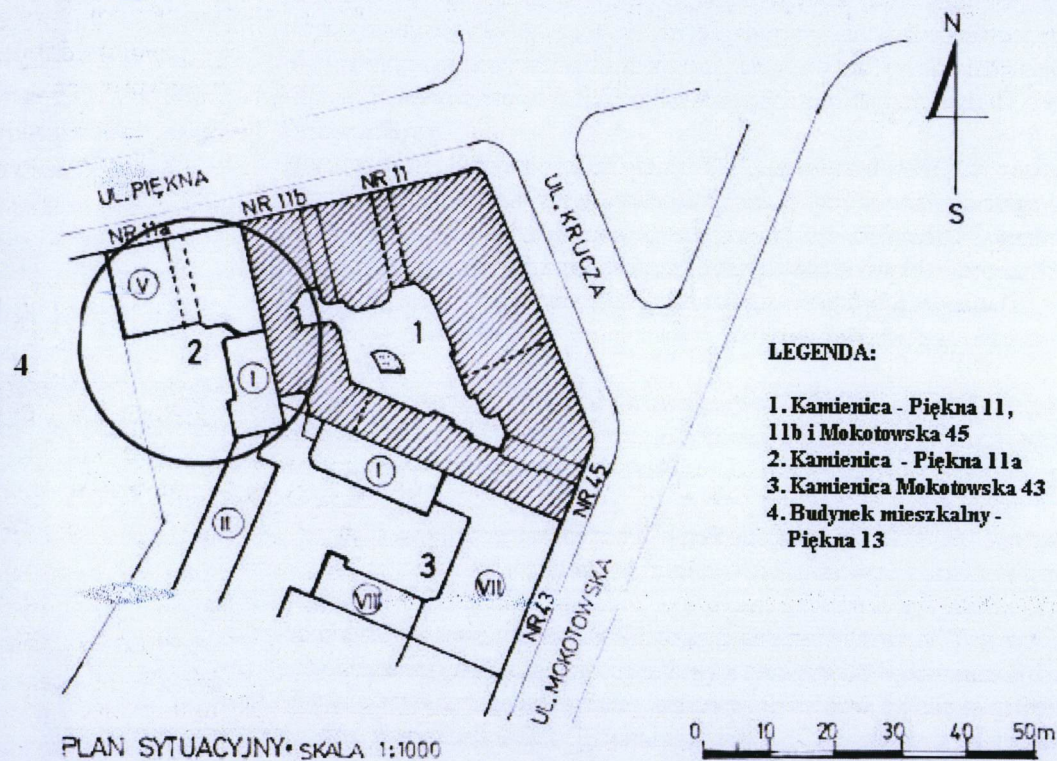 N
S
UL. PIĘKNA
NR 11a
NR 11b
NR 11
UL. KRUCZA
V
2
I
1
4
I
II
3
VIII
VII
NR 45
NR 43
UL. MOKOTOWSKA
LEGENDA:
1. Kamienica - Piękna 11,
11b i Mokotowska 45
2. Kamienica - Piękna 11a
3. Kamienica Mokotowska 43
4. Budynek mieszkalny -
Piękna 13
PLAN SYTUACYJNY • SKALA 1:1000
0 10 20 30 40 50m